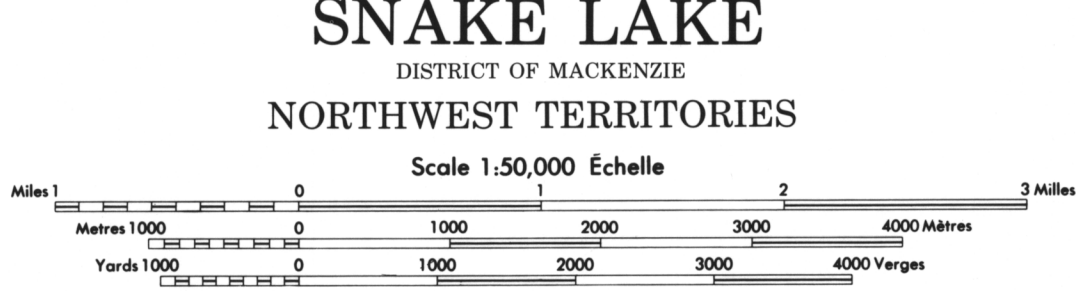 SNAKE LAKE
DISTRICT OF MACKENZIE
NORTHWEST TERRITORIES
Scale 1:50,000 Échelle
Miles 1 0 1 2 3 Milles
Metres 1000 0 1000 2000 3000 4000 Mètres
Yards 1000 0 1000 2000 3000 4000 Verges